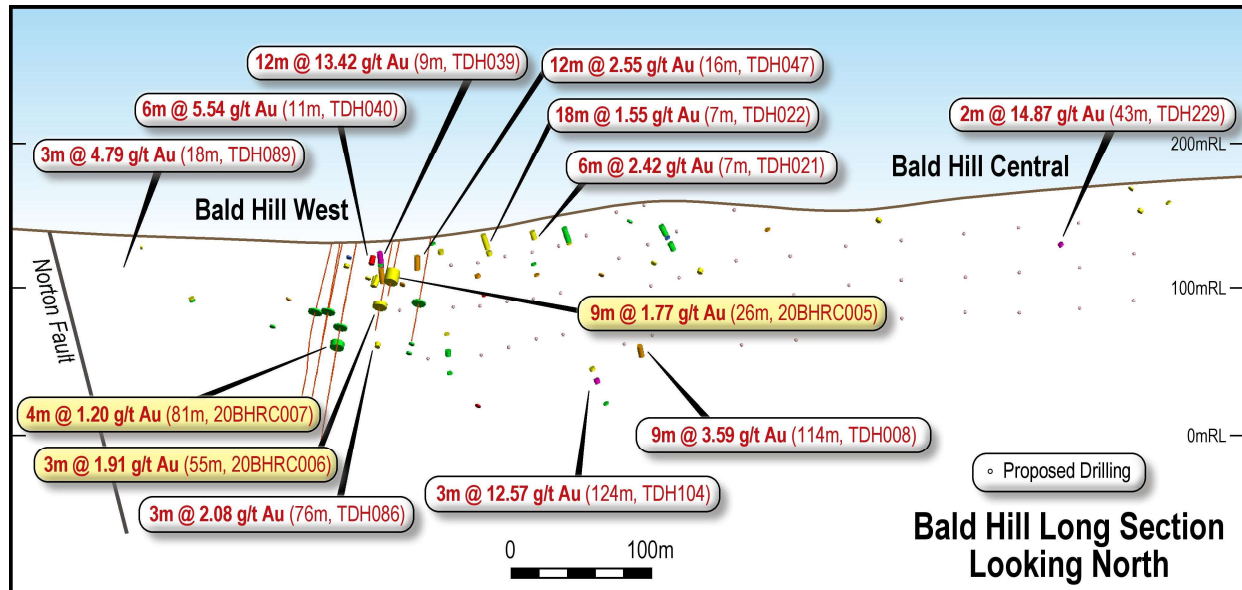 12m @ 13.42 g/t Au (9m, TDH039)
12m @ 2.55 g/t Au (16m, TDH047)
6m @ 5.54 g/t Au (11m, TDH040)
18m @ 1.55 g/t Au (7m, TDH022)
2m @ 14.87 g/t Au (43m, TDH229)
3m @ 4.79 g/t Au (18m, TDH089)
6m @ 2.42 g/t Au (7m, TDH021)
200mRL
Bald Hill Central
Bald Hill West
Norton Fault
100mRL
9m @ 1.77 g/t Au (26m, 20BHRC005)
4m @ 1.20 g/t Au (81m, 20BHRC007)
9m @ 3.59 g/t Au (114m, TDH008)
0mRL
3m @ 1.91 g/t Au (55m, 20BHRC006)
Proposed Drilling
3m @ 12.57 g/t Au (124m, TDH104)
3m @ 2.08 g/t Au (76m, TDH086)
0 100m
Bald Hill Long Section
Looking North